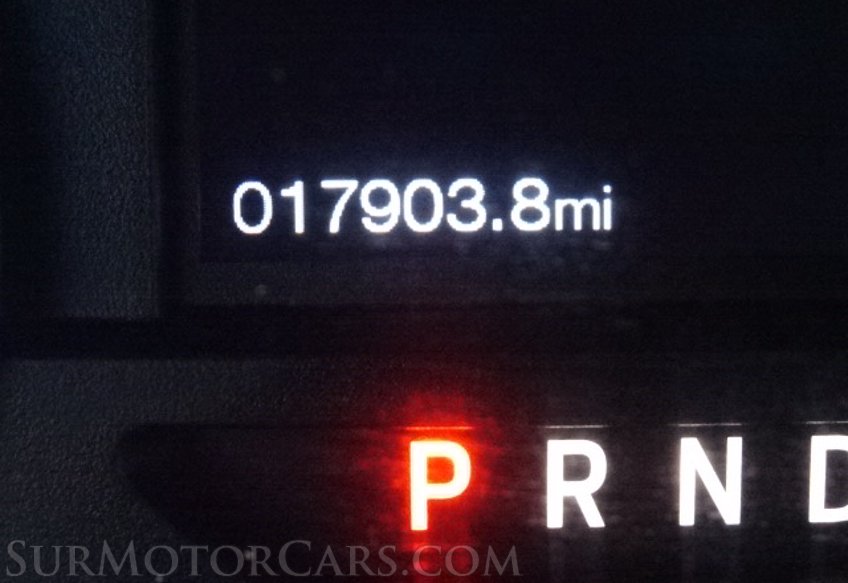 017903.8mi
P R N D
SURMOTORCARS.COM